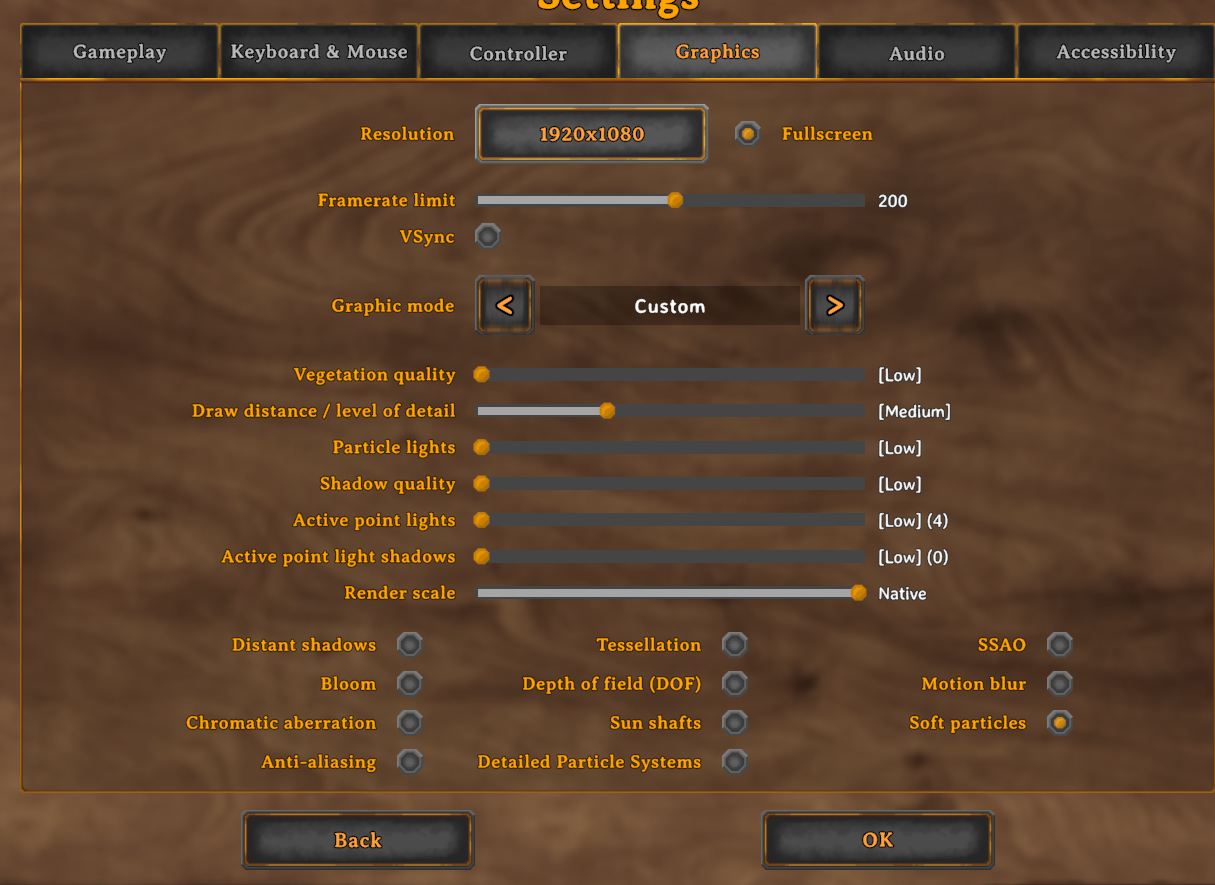 Settings
Gameplay Keyboard & Mouse Controller Graphics Audio Accessibility
Resolution 1920x1080 Fullscreen
Framerate limit 200
VSync
Graphic mode < Custom >
Vegetation quality [Low]
Draw distance / level of detail [Medium]
Particle lights [Low]
Shadow quality [Low]
Active point lights [Low] (4)
Active point light shadows [Low] (0)
Render scale Native
Distant shadows Tessellation SSAO
Bloom Depth of field (DOF) Motion blur
Chromatic aberration Sun shafts Soft particles
Anti-aliasing Detailed Particle Systems
Back OK